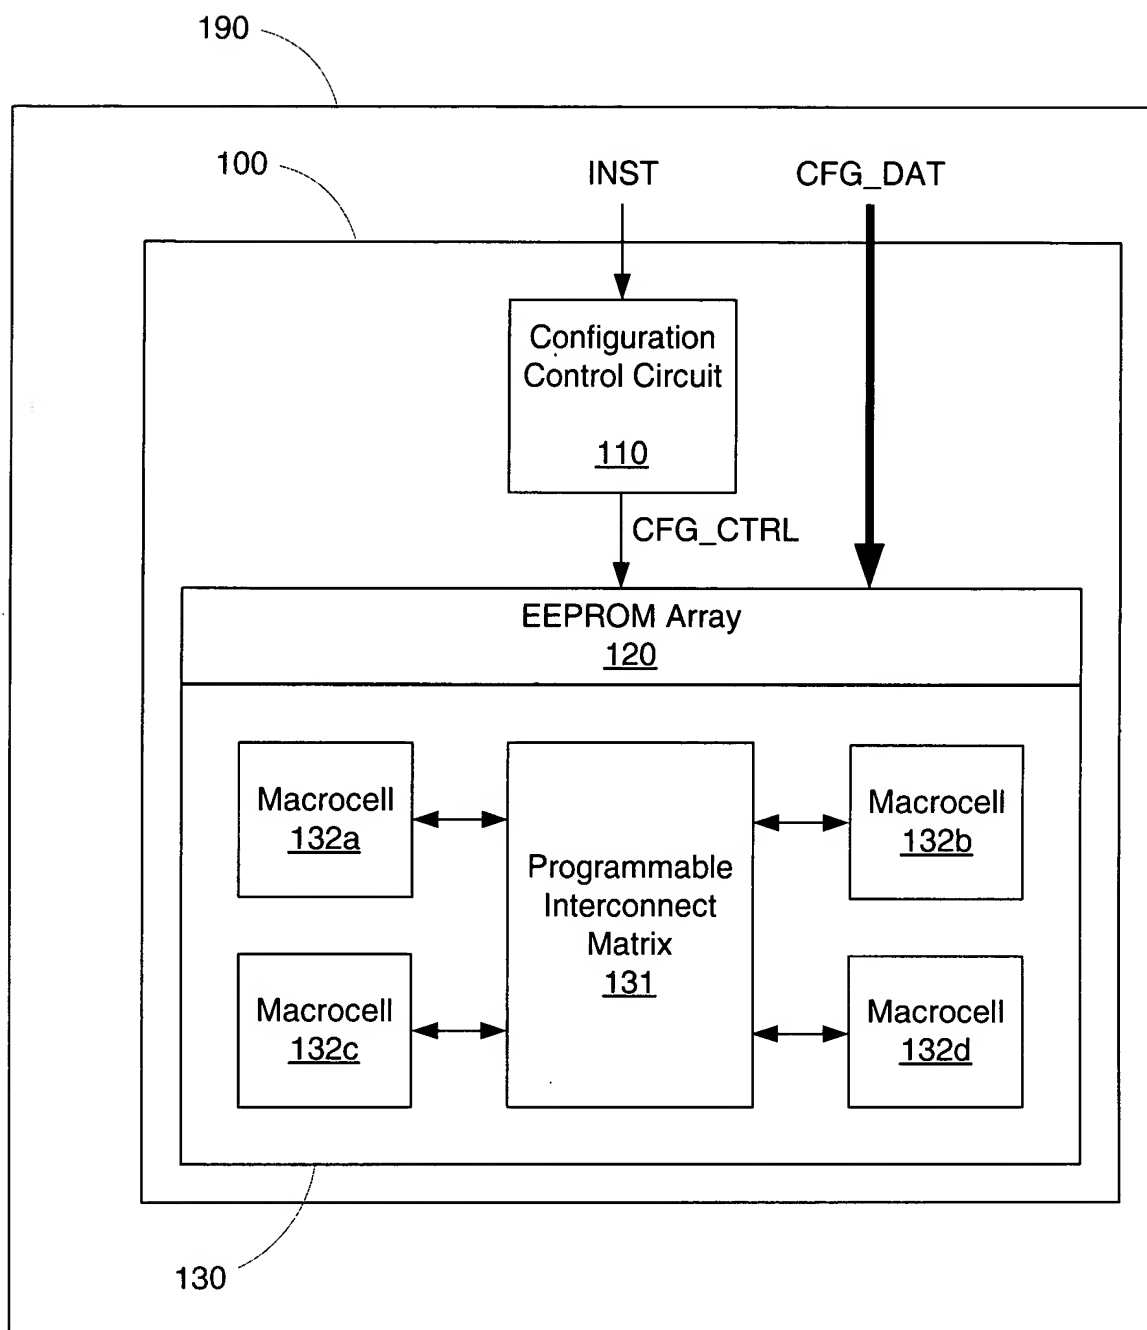 190
100
INST
CFG_DAT
Configuration
Control Circuit
110
CFG_CTRL
EEPROM Array
120
Macrocell
132a
Programmable
Interconnect
Matrix
131
Macrocell
132b
Macrocell
132c
Macrocell
132d
130